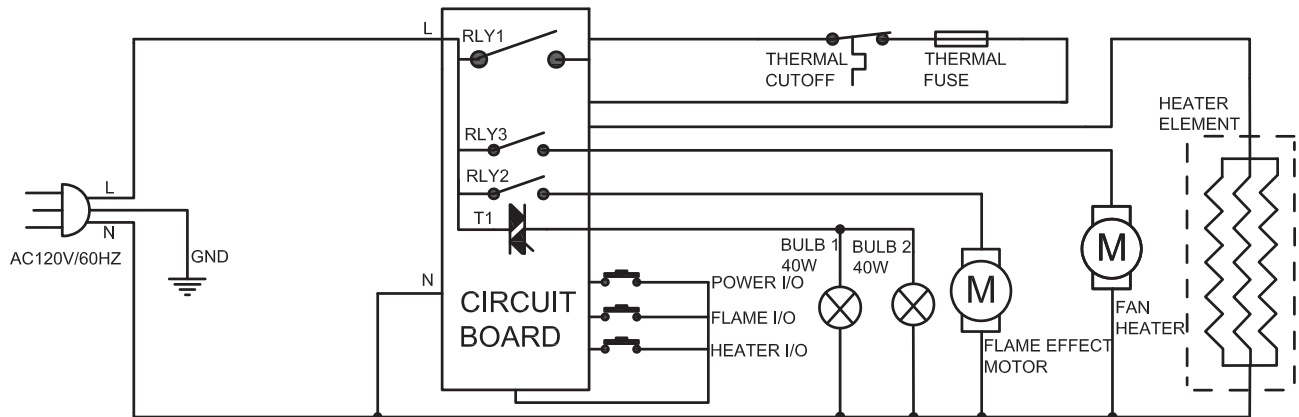 L
RLY1
THERMAL
CUTOFF
THERMAL
FUSE
HEATER
ELEMENT
RLY3
RLY2
T1
L
N
AC120V/60HZ
GND
BULB 1
40W
BULB 2
40W
M
M
N
CIRCUIT
BOARD
POWER I/O
FLAME I/O
HEATER I/O
FAN
HEATER
FLAME EFFECT
MOTOR